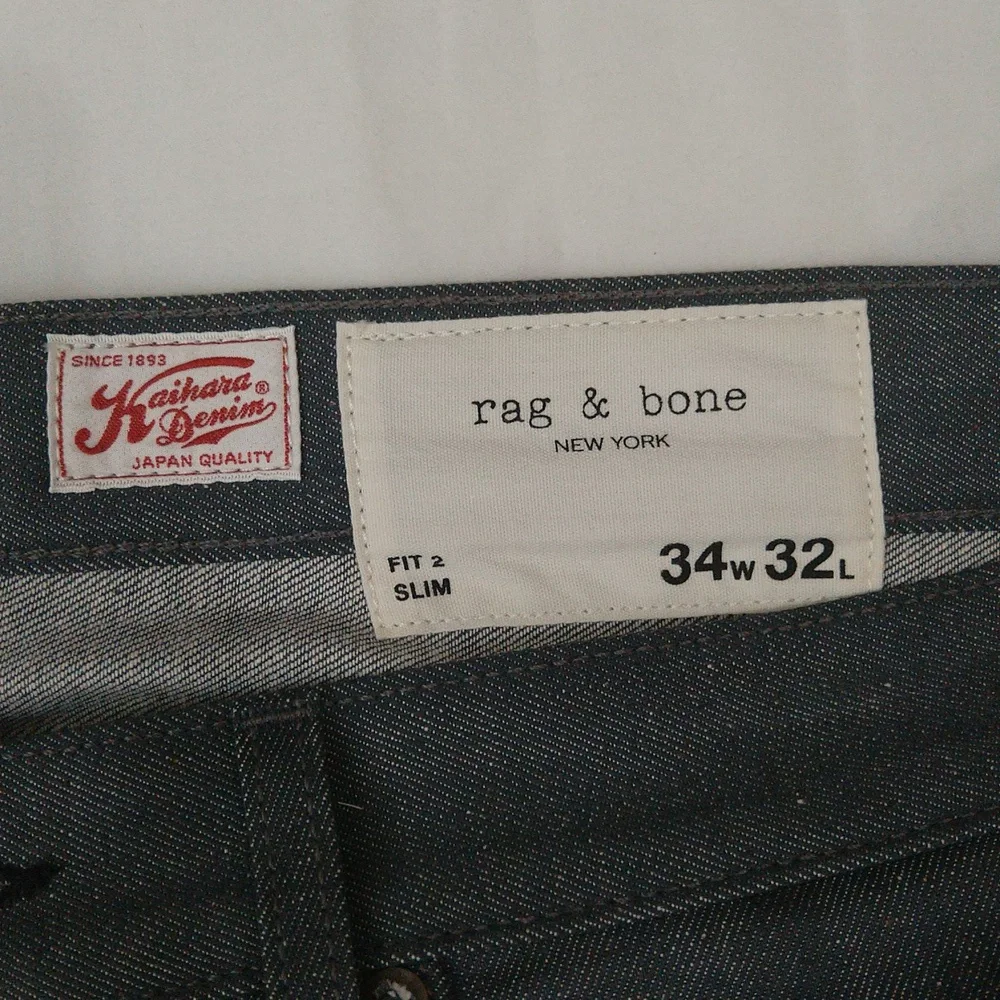 SINCE 1893
Kaihara®
Denim
JAPAN QUALITY
rag & bone
NEW YORK
FIT 2
SLIM
34W 32L